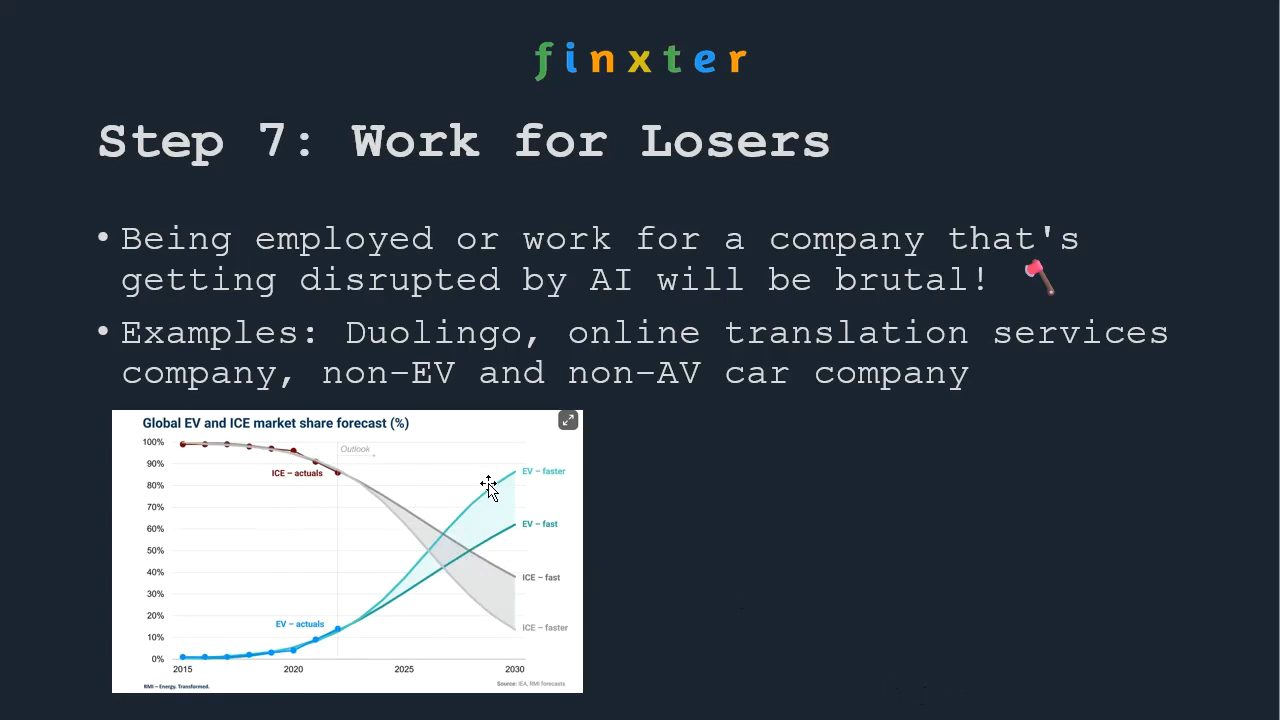 finxter
Step 7: Work for Losers
• Being employed or work for a company that's
getting disrupted by AI will be brutal! 🪓
• Examples: Duolingo, online translation services
company, non-EV and non-AV car company
Global EV and ICE market share forecast (%)
100%
Outlook
90%
ICE – actuals
EV – faster
80%
70%
60%
EV – fast
50%
40%
ICE – fast
30%
20%
EV – actuals
ICE – faster
10%
0%
2015
2020
2025
2030
RMI – Energy. Transformed.
Source: IEA, RMI forecasts